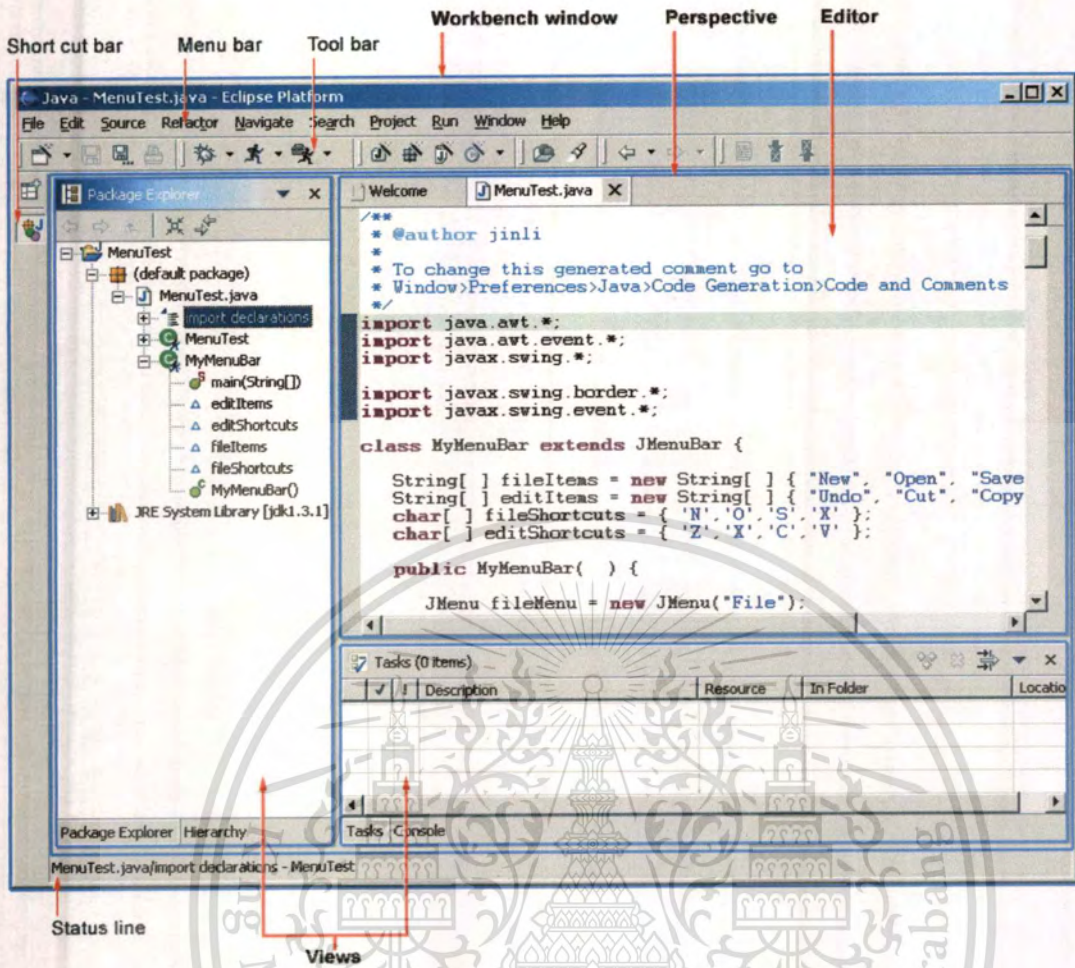 Workbench window Perspective Editor
Short cut bar Menu bar Tool bar
Java - MenuTest.java - Eclipse Platform
File Edit Source Refactor Navigate Search Project Run Window Help
Package Explorer
Welcome MenuTest.java
MenuTest
(default package)
MenuTest.java
import declarations
MenuTest
MyMenuBar
main(String[])
editItems
editShortcuts
fileItems
fileShortcuts
MyMenuBar()
JRE System Library [jdk1.3.1]
/**
* @author jinli
*
* To change this generated comment go to
* Window>Preferences>Java>Code Generation>Code and Comments
*/
import java.awt.*;
import java.awt.event.*;
import javax.swing.*;
import javax.swing.border.*;
import javax.swing.event.*;
class MyMenuBar extends JMenuBar {
String[ ] fileItems = new String[ ] { "New", "Open", "Save
String[ ] editItems = new String[ ] { "Undo", "Cut", "Copy
char[ ] fileShortcuts = { 'N','O','S','X' };
char[ ] editShortcuts = { 'Z','X','C','V' };
public MyMenuBar( ) {
JMenu fileMenu = new JMenu("File");
Tasks (0 items)
! Description Resource In Folder Locatio
Package Explorer Hierarchy
Tasks Console
MenuTest.java/import declarations - MenuTest
Status line
Views